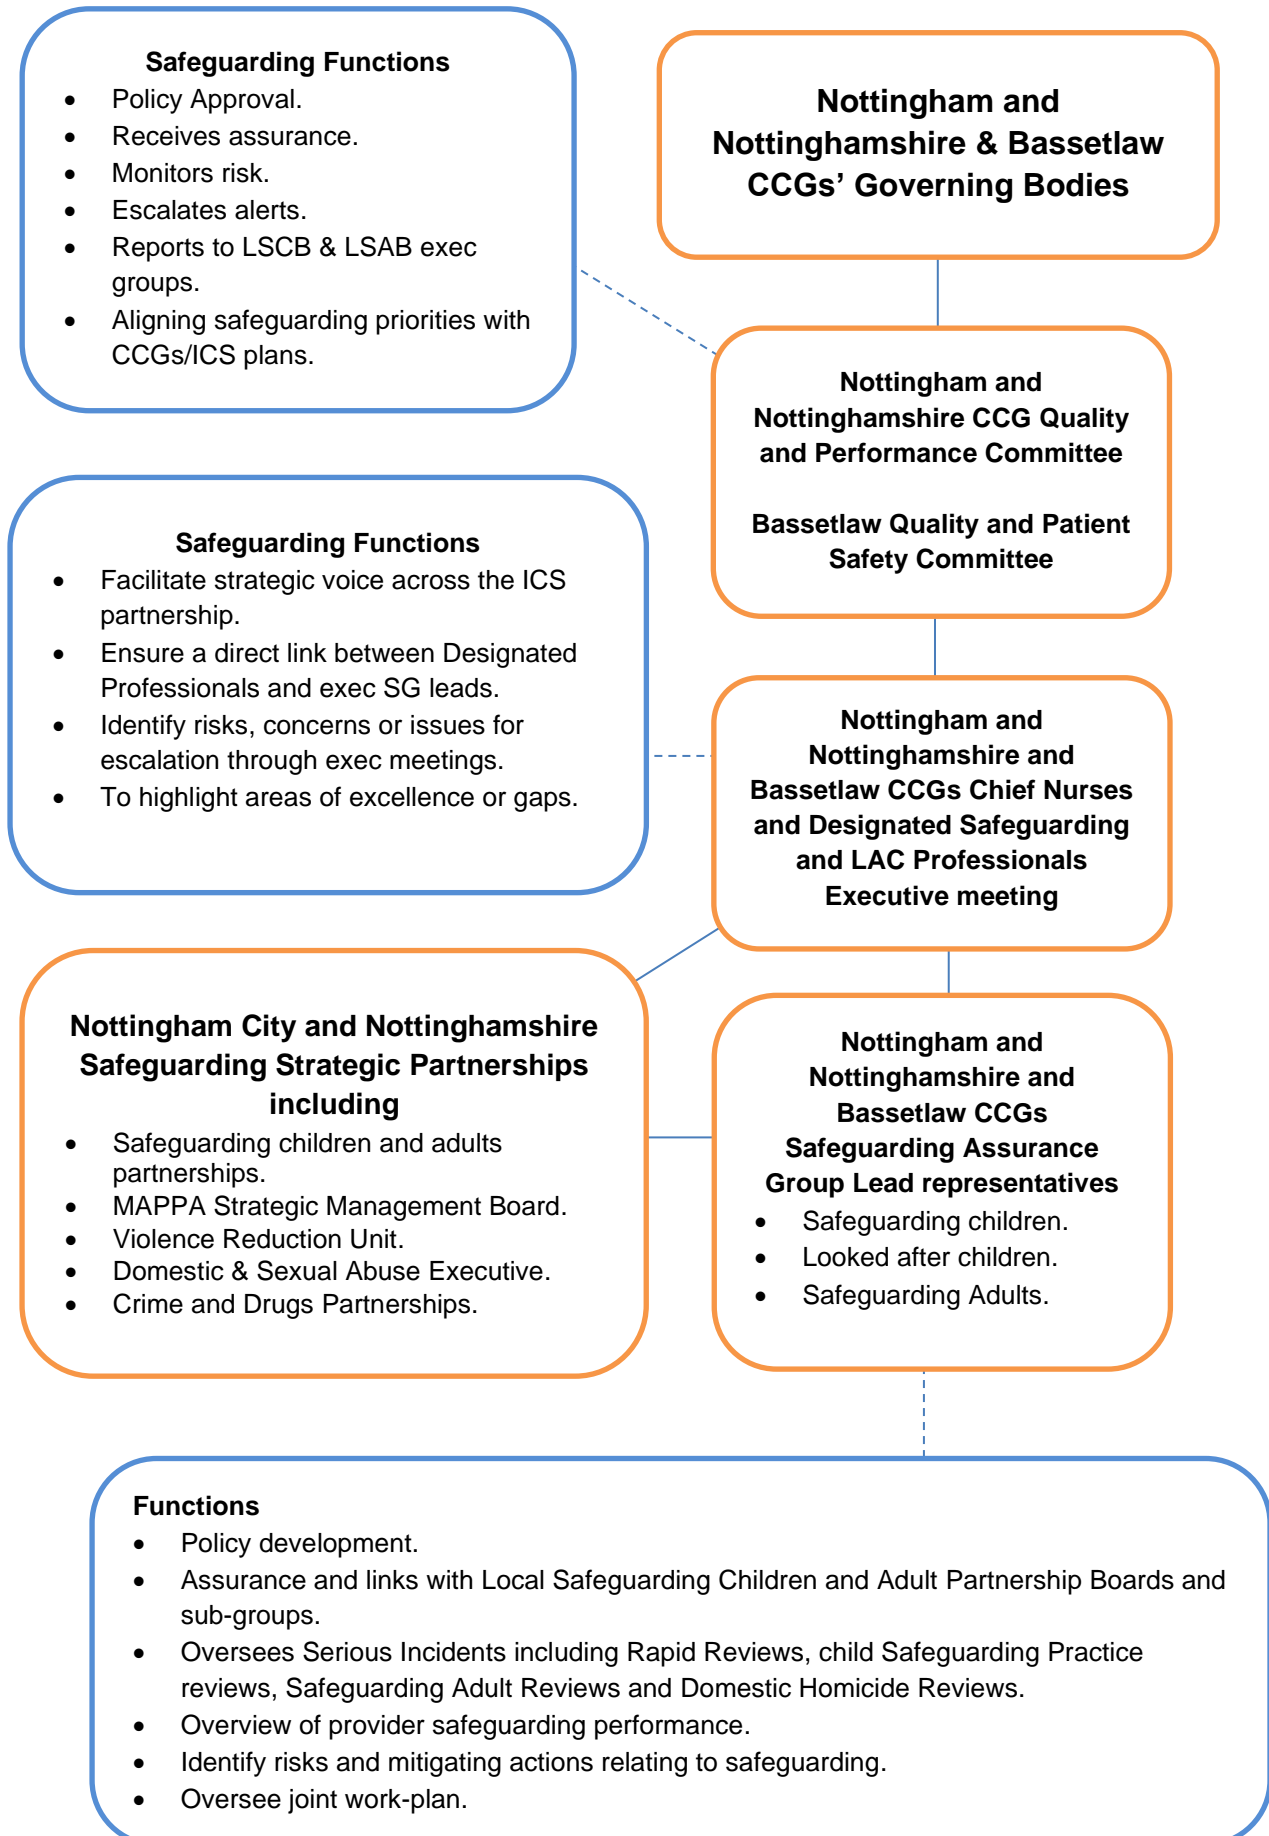 Safeguarding Functions
• Policy Approval.
• Receives assurance.
• Monitors risk.
• Escalates alerts.
• Reports to LSCB & LSAB exec
groups.
• Aligning safeguarding priorities with
CCGs/ICS plans.
Nottingham and
Nottinghamshire & Bassetlaw
CCGs’ Governing Bodies
Nottingham and
Nottinghamshire CCG Quality
and Performance Committee
Bassetlaw Quality and Patient
Safety Committee
Safeguarding Functions
• Facilitate strategic voice across the ICS
partnership.
• Ensure a direct link between Designated
Professionals and exec SG leads.
• Identify risks, concerns or issues for
escalation through exec meetings.
• To highlight areas of excellence or gaps.
Nottingham and
Nottinghamshire and
Bassetlaw CCGs Chief Nurses
and Designated Safeguarding
and LAC Professionals
Executive meeting
Nottingham City and Nottinghamshire
Safeguarding Strategic Partnerships
including
• Safeguarding children and adults
partnerships.
• MAPPA Strategic Management Board.
• Violence Reduction Unit.
• Domestic & Sexual Abuse Executive.
• Crime and Drugs Partnerships.
Nottingham and
Nottinghamshire and
Bassetlaw CCGs
Safeguarding Assurance
Group Lead representatives
• Safeguarding children.
• Looked after children.
• Safeguarding Adults.
Functions
• Policy development.
• Assurance and links with Local Safeguarding Children and Adult Partnership Boards and
sub-groups.
• Oversees Serious Incidents including Rapid Reviews, child Safeguarding Practice
reviews, Safeguarding Adult Reviews and Domestic Homicide Reviews.
• Overview of provider safeguarding performance.
• Identify risks and mitigating actions relating to safeguarding.
• Oversee joint work-plan.